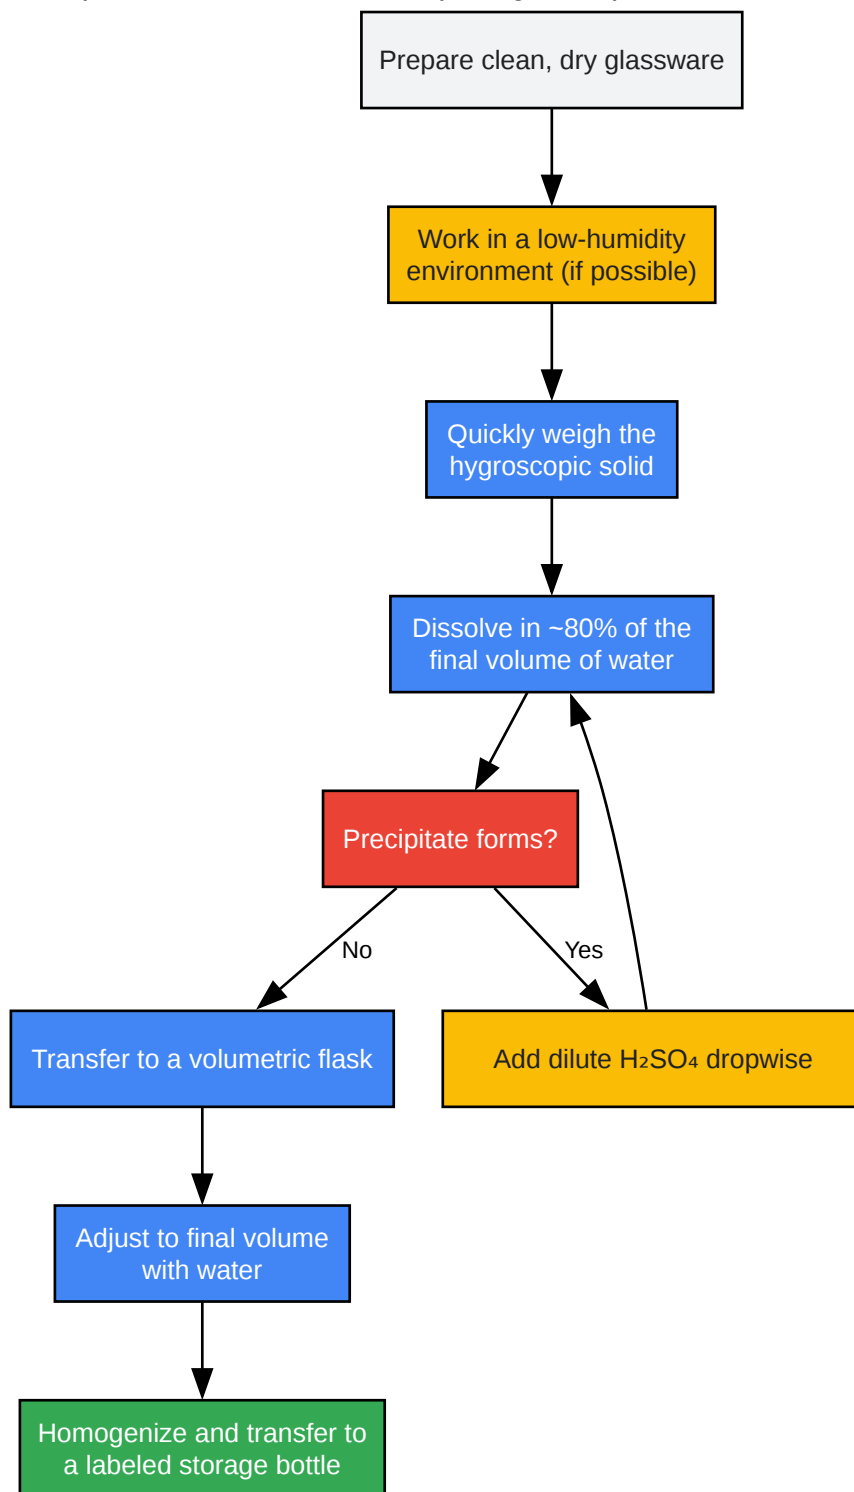 Prepare clean, dry glassware
Work in a low-humidity
environment (if possible)
Quickly weigh the
hygroscopic solid
Dissolve in ~80% of the
final volume of water
Precipitate forms?
No
Yes
Transfer to a volumetric flask
Add dilute H₂SO₄ dropwise
Adjust to final volume
with water
Homogenize and transfer to
a labeled storage bottle